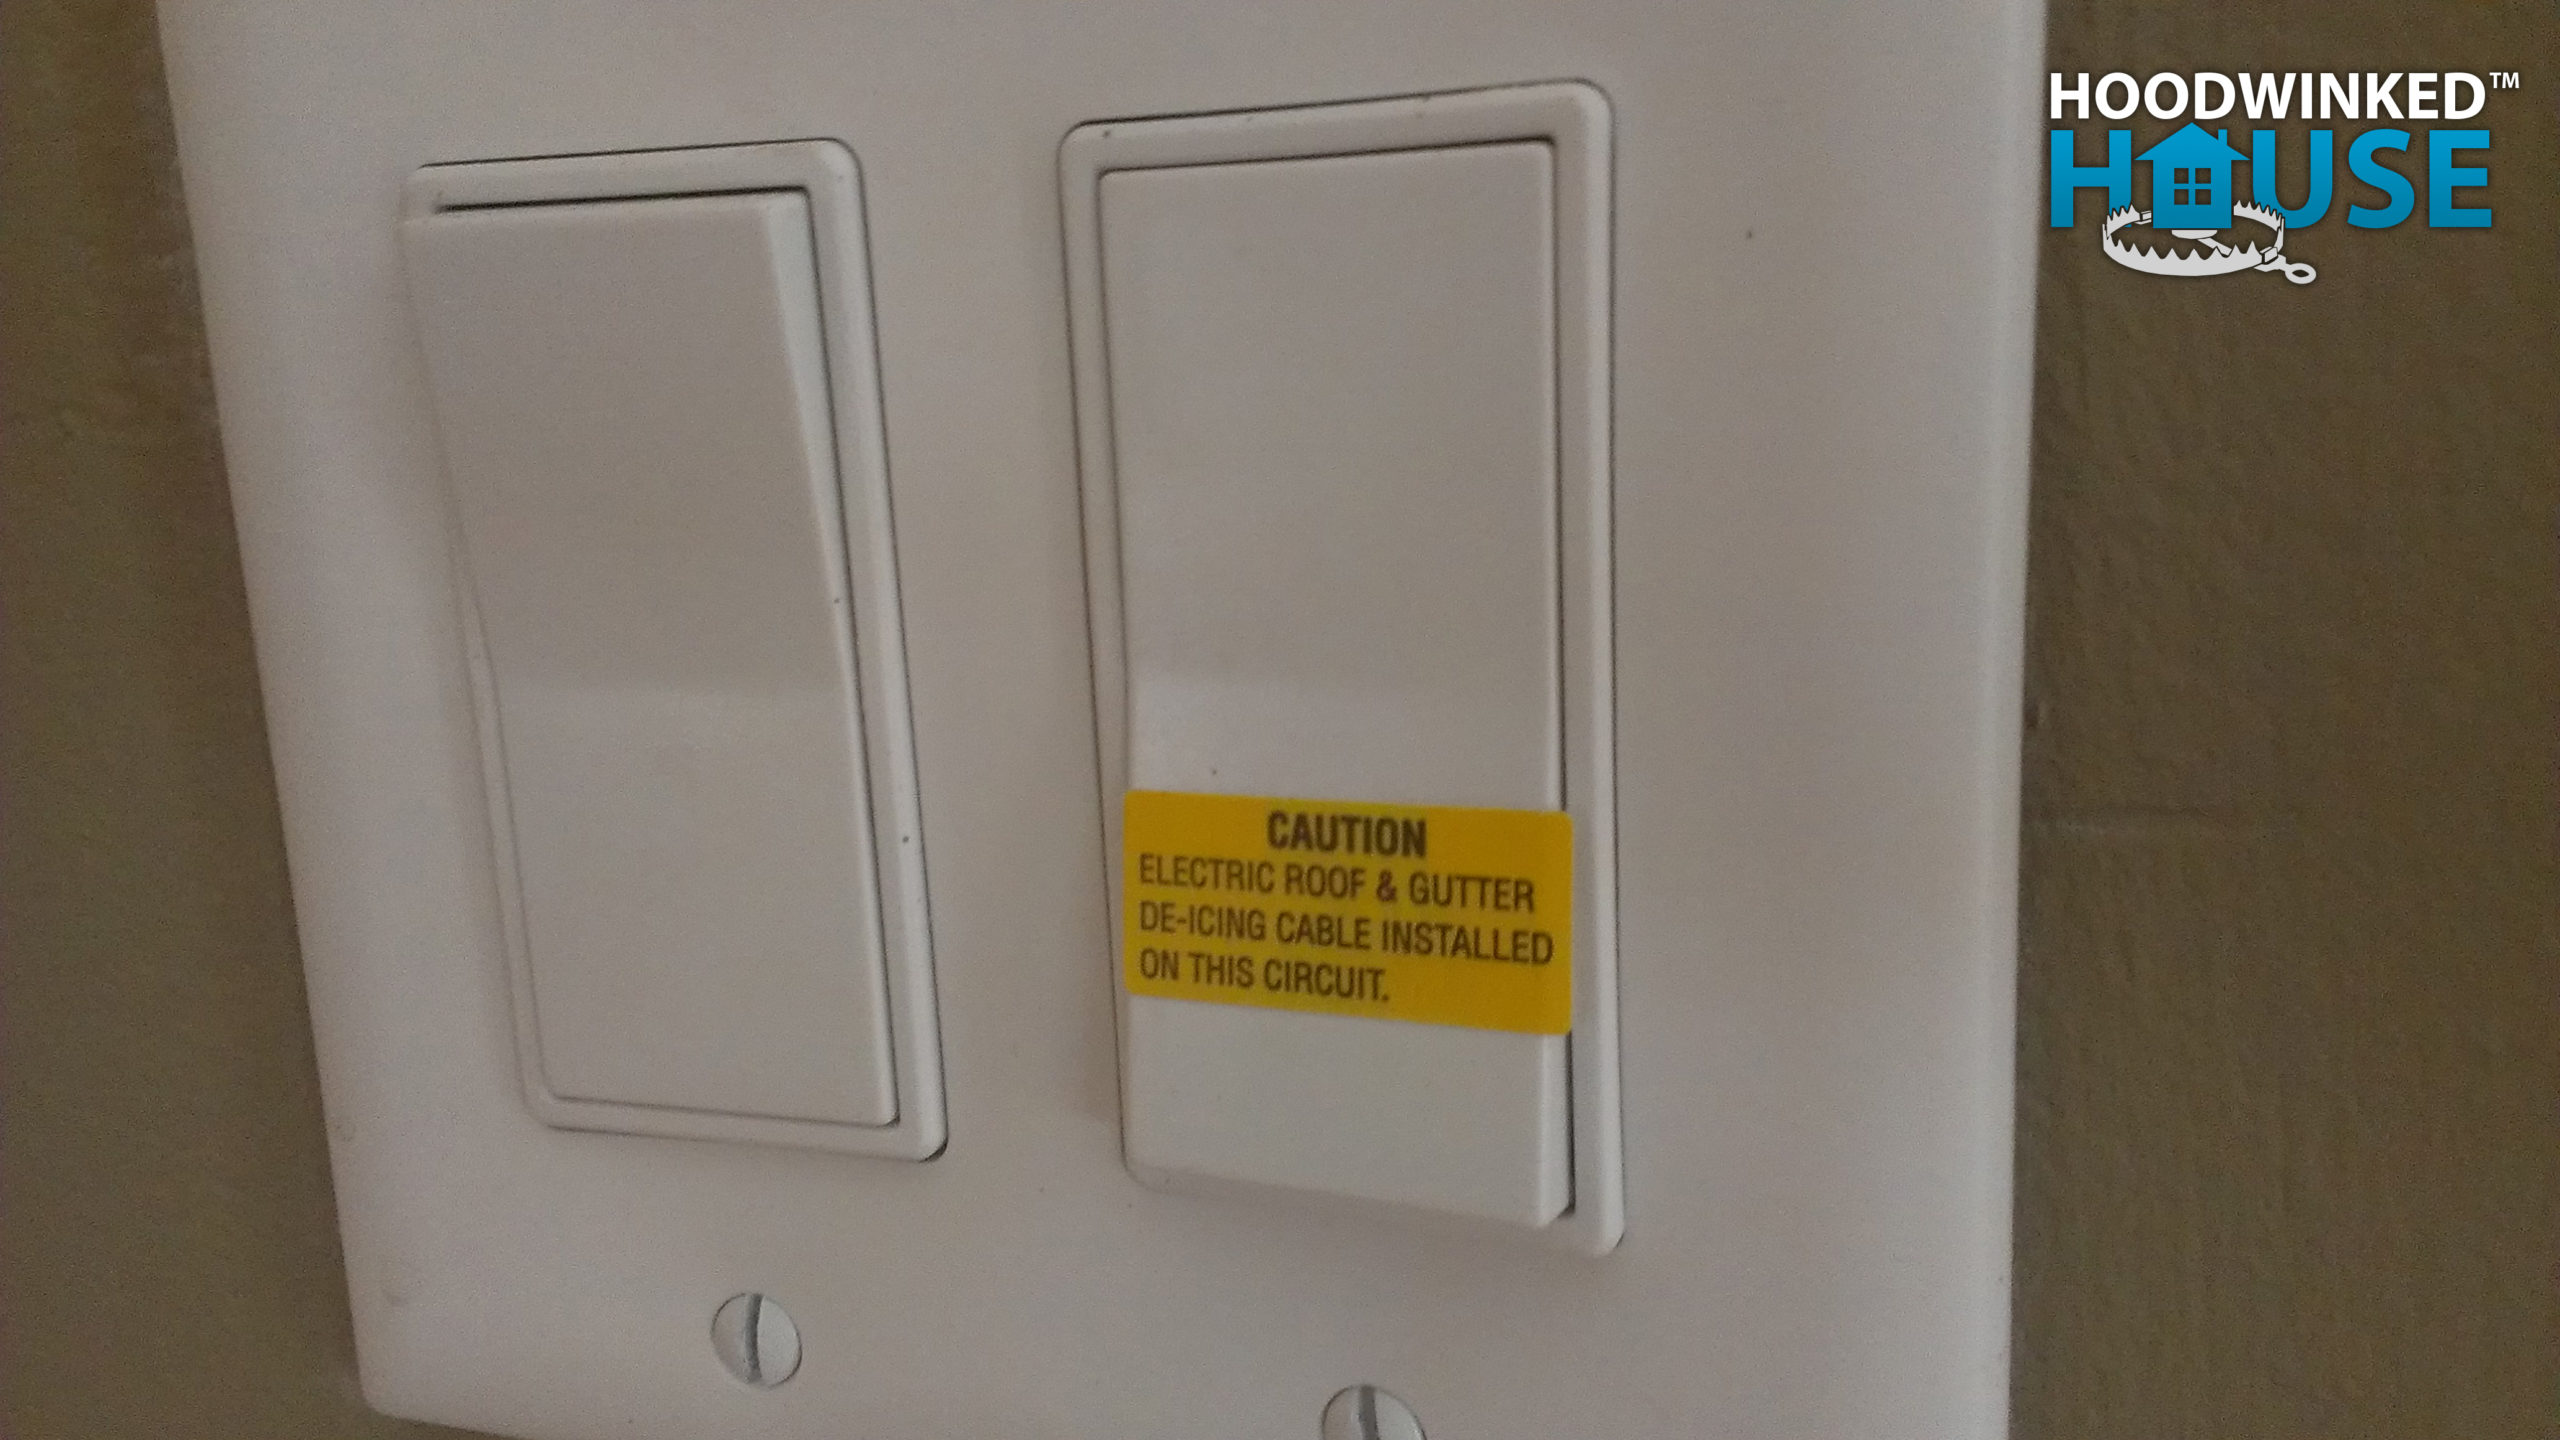 HOODWINKED™
HOUSE
CAUTION
ELECTRIC ROOF & GUTTER
DE-ICING CABLE INSTALLED
ON THIS CIRCUIT.